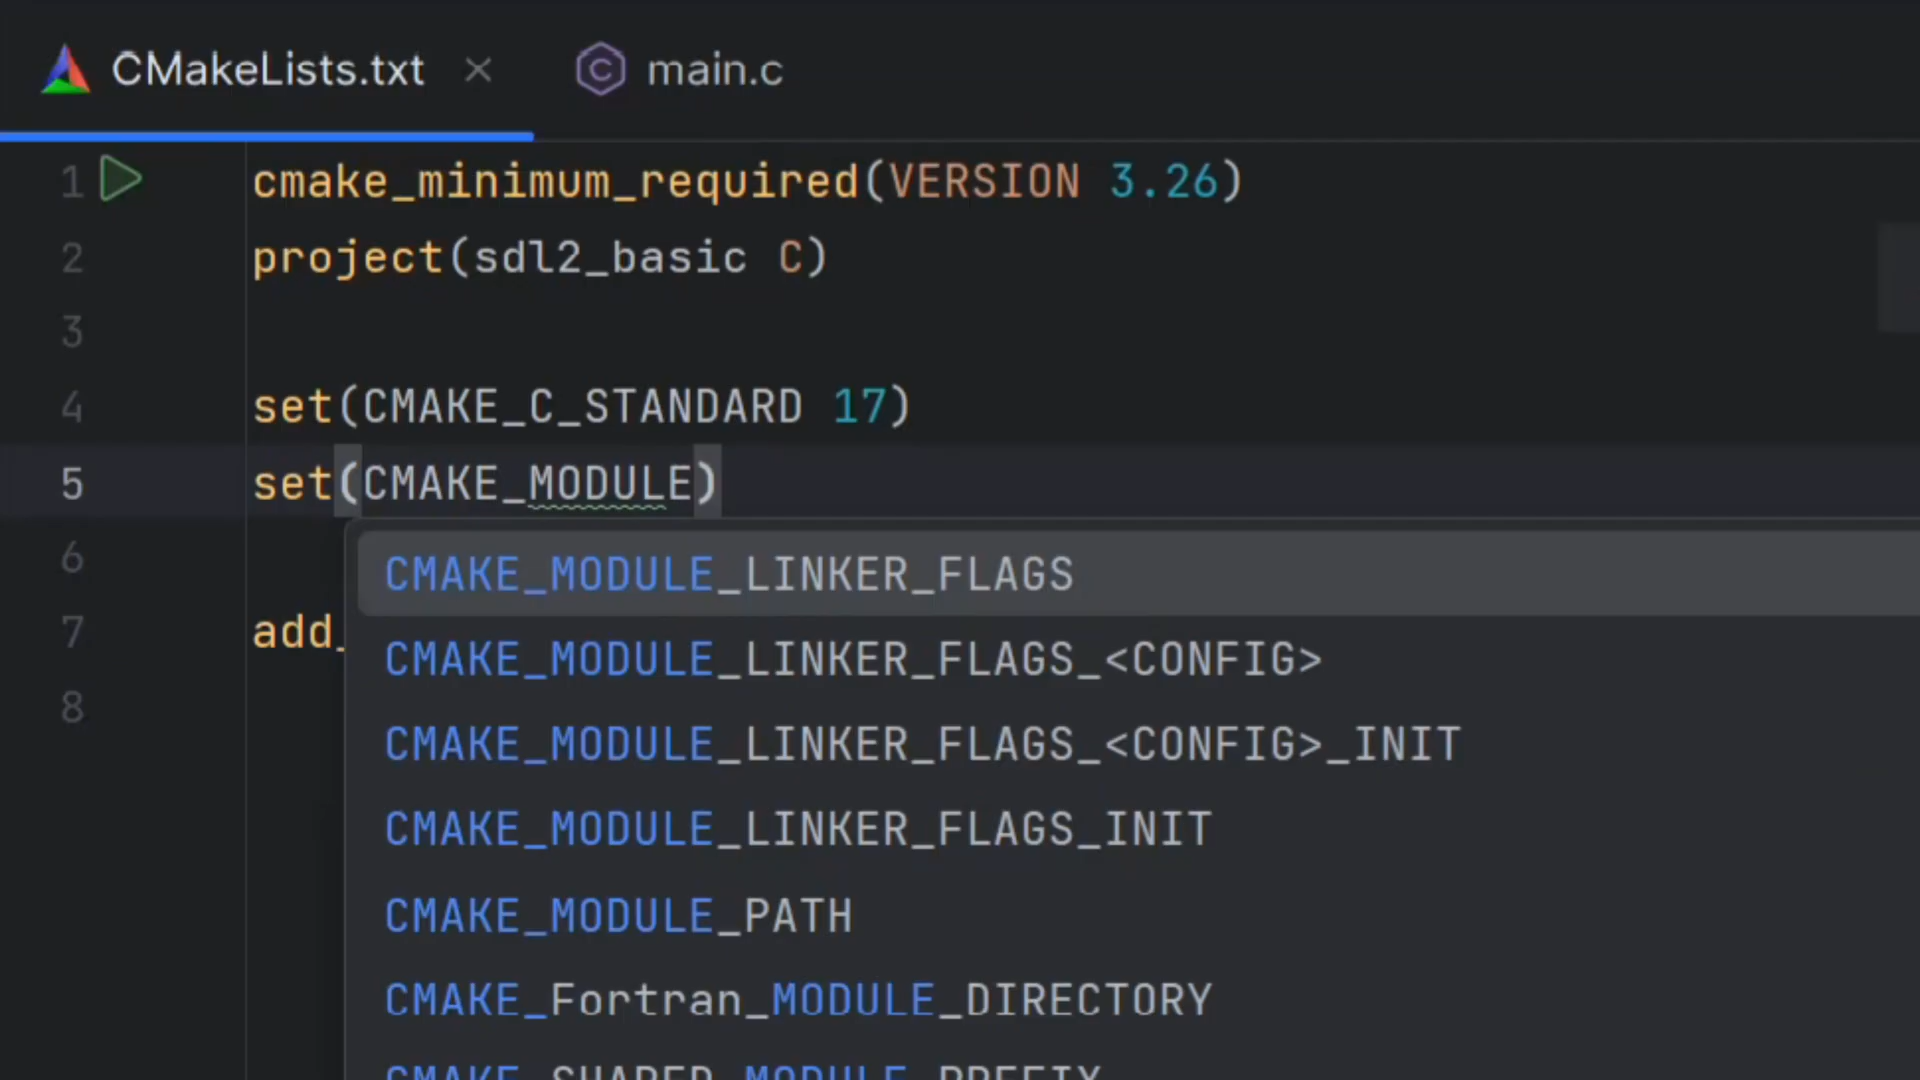 CMakeLists.txt × C main.c
1 cmake_minimum_required(VERSION 3.26)
2 project(sdl2_basic C)
3
4 set(CMAKE_C_STANDARD 17)
5 set(CMAKE_MODULE)
CMAKE_MODULE_LINKER_FLAGS
6
CMAKE_MODULE_LINKER_FLAGS_<CONFIG>
7 add_
CMAKE_MODULE_LINKER_FLAGS_<CONFIG>_INIT
8
CMAKE_MODULE_LINKER_FLAGS_INIT
CMAKE_MODULE_PATH
CMAKE_Fortran_MODULE_DIRECTORY
CMAKE_SHARED_MODULE_PREFIX